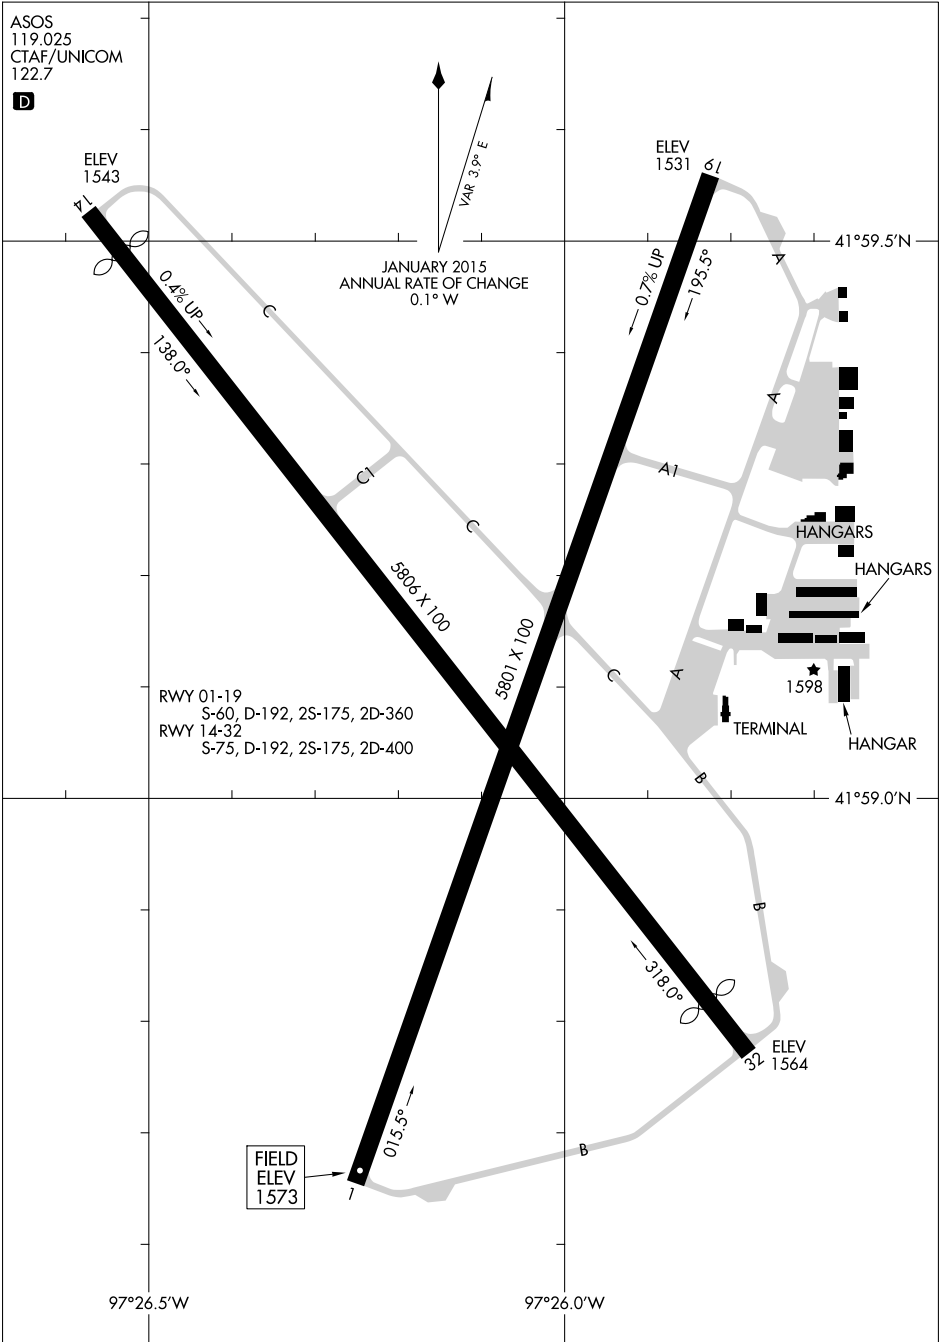 ASOS
119.025
CTAF/UNICOM
122.7
D
ELEV
1543
14
VAR 3.9° E
JANUARY 2015
ANNUAL RATE OF CHANGE
0.1° W
ELEV
1531
19
41°59.5'N
0.4% UP
138.0°
0.7% UP
195.5°
A
C
A
C1
A1
C
HANGARS
HANGARS
5806 X 100
5801 X 100
C
A
1598
TERMINAL
HANGAR
RWY 01-19
S-60, D-192, 2S-175, 2D-360
RWY 14-32
S-75, D-192, 2S-175, 2D-400
B
41°59.0'N
B
318.0°
32
ELEV
1564
015.5°
B
FIELD
ELEV
1573
1
97°26.5'W
97°26.0'W